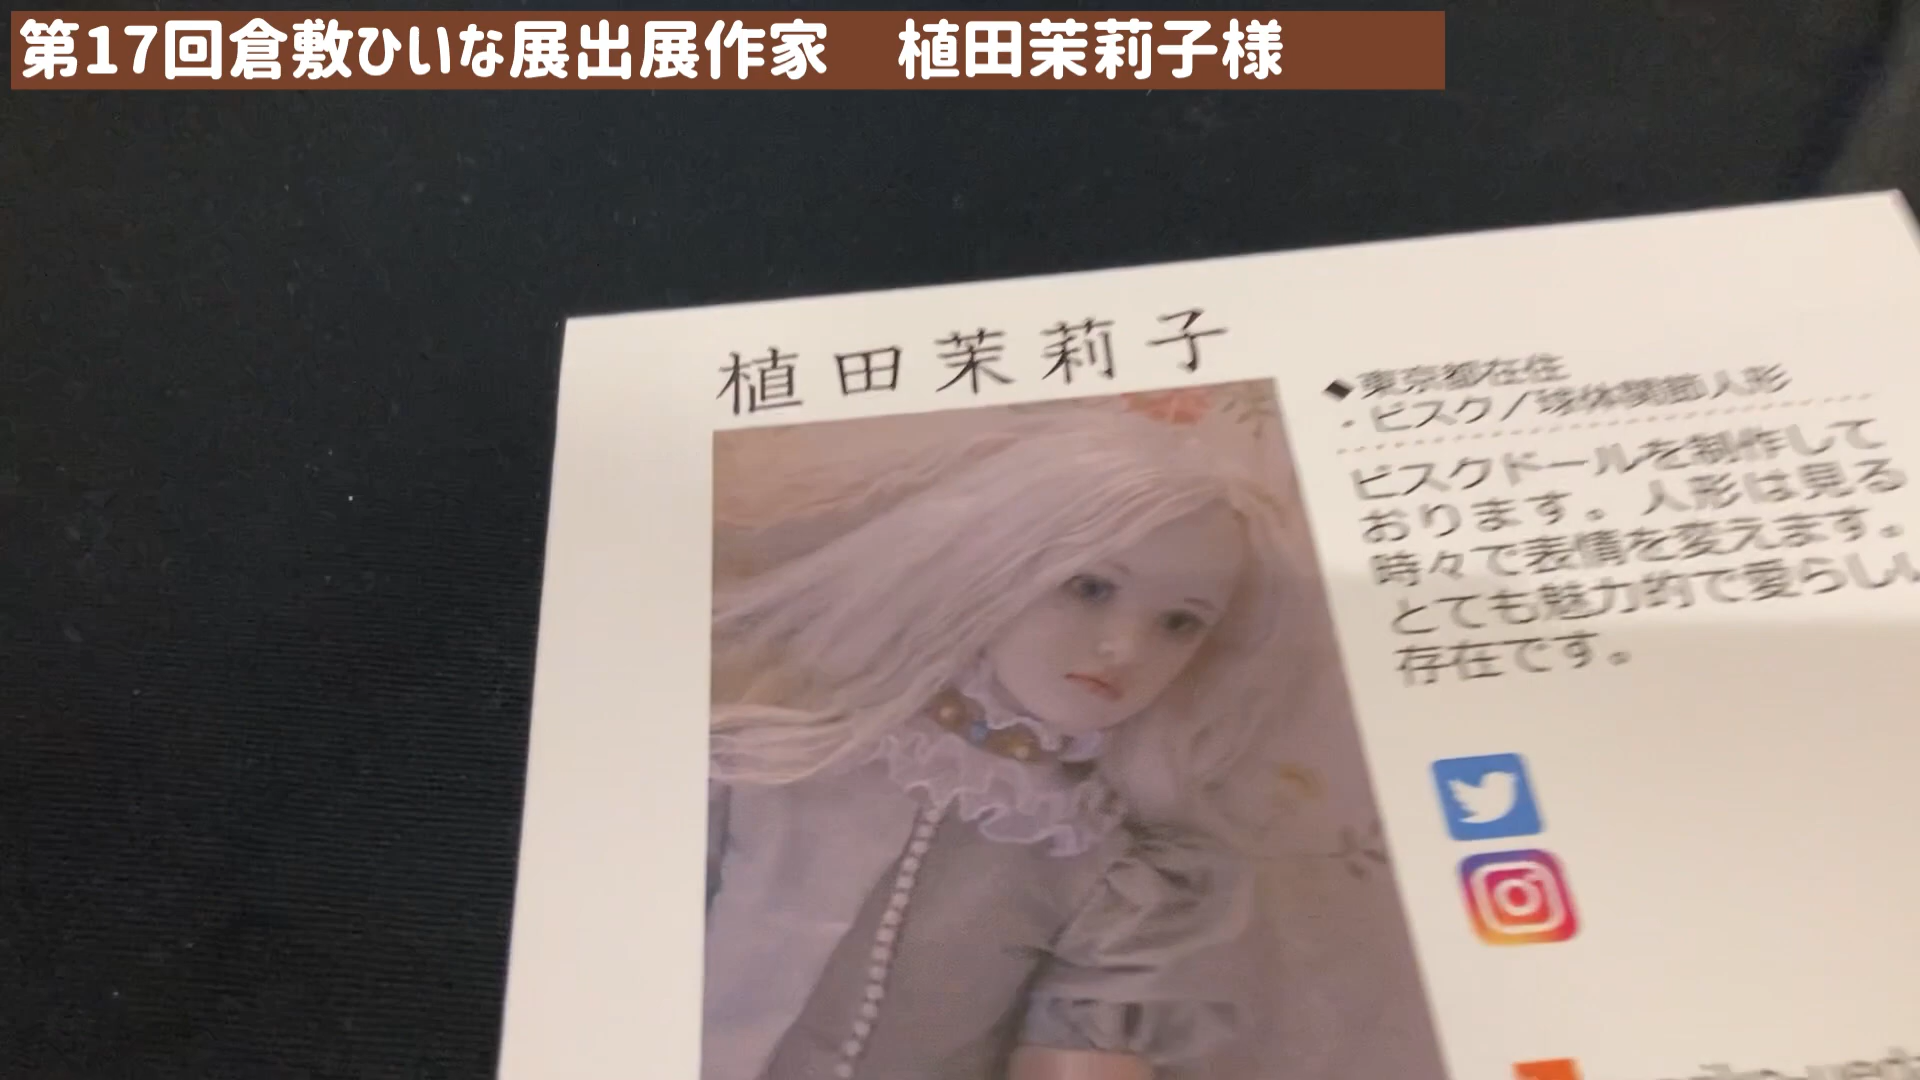 第17回倉敷ひいな展出展作家　植田茉莉子様
植田茉莉子
◆東京都在住
・ビスク／球体関節人形
ビスクドールを制作して
おります。人形は見る
時々で表情を変えます。
とても魅力的で愛らしい
存在です。